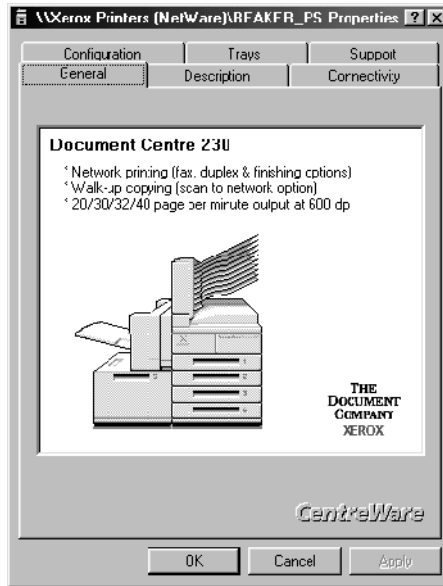 \\Xerox Printers (NetWare)\BEAKER_PS Properties
Configuration Trays Support
General Description Connectivity
Document Centre 230
* Network printing (fax, duplex & finishing options)
* Walk-up copying (scan to network option)
* 20/30/32/40 page per minute output at 600 dpi
THE
DOCUMENT
COMPANY
XEROX
CentreWare
OK Cancel Apply